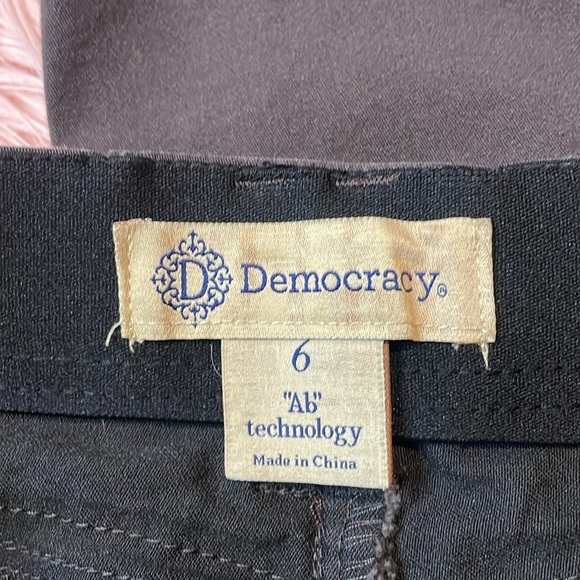 D Democracy®
6
"Ab"
technology
Made in China